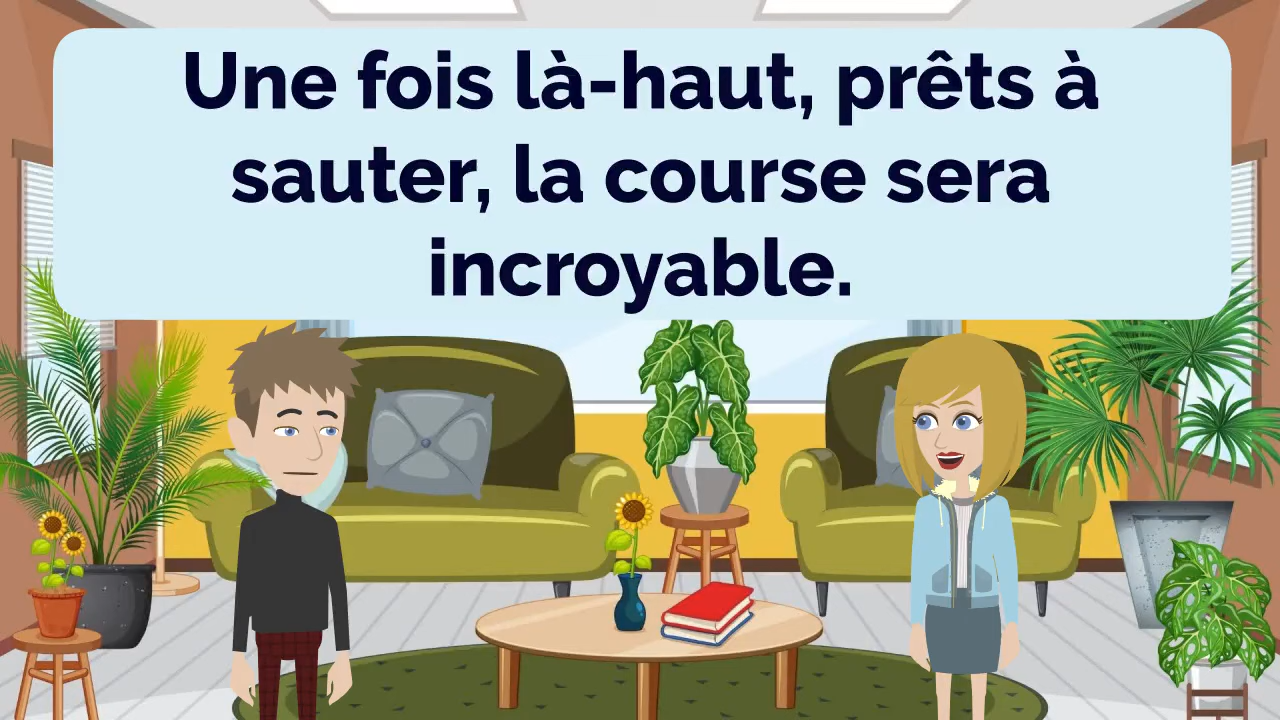 Une fois là-haut, prêts à
sauter, la course sera
incroyable.